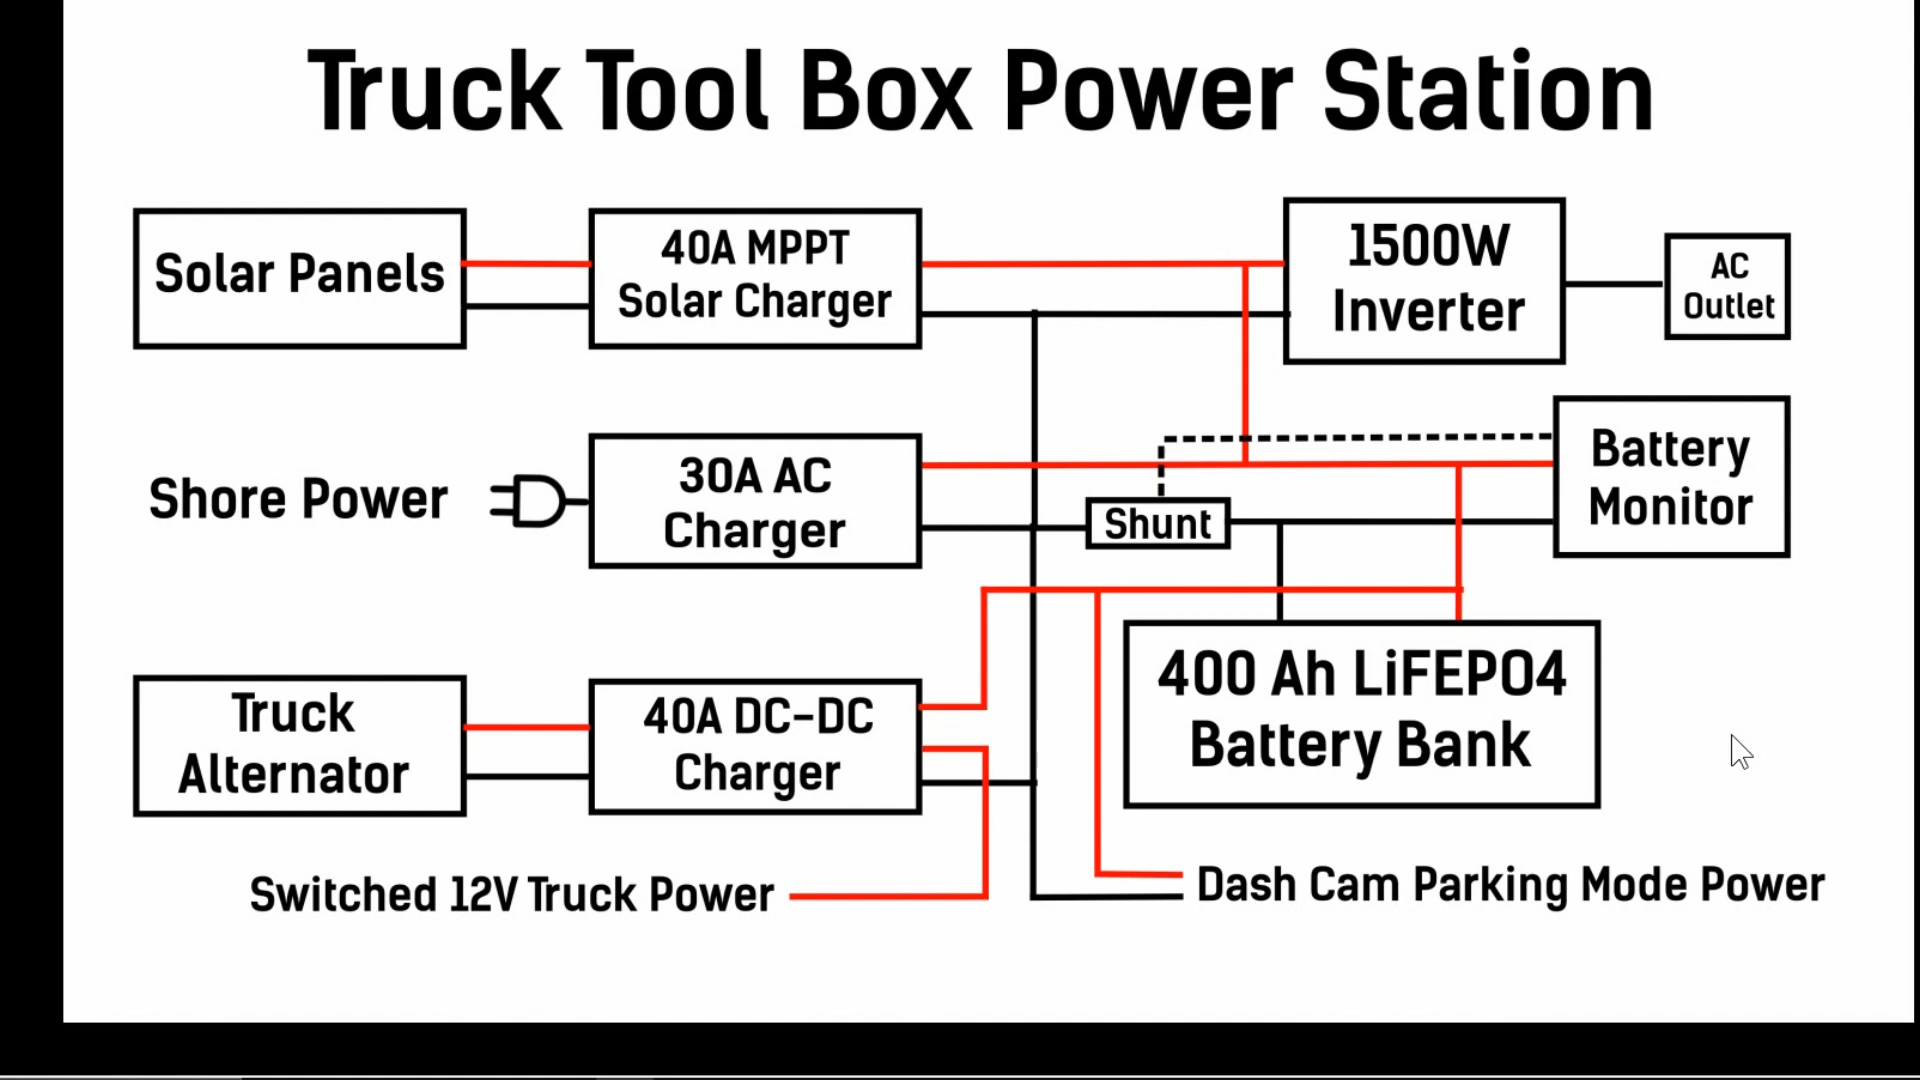 Truck Tool Box Power Station
Solar Panels
40A MPPT
Solar Charger
1500W
Inverter
AC
Outlet
Shore Power
30A AC
Charger
Shunt
Battery
Monitor
Truck
Alternator
40A DC-DC
Charger
400 Ah LiFEPO4
Battery Bank
Switched 12V Truck Power
Dash Cam Parking Mode Power